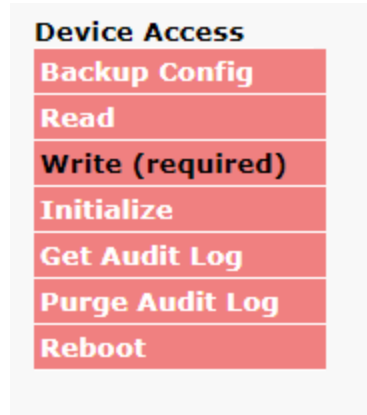 Device Access
Backup Config
Read
Write (required)
Initialize
Get Audit Log
Purge Audit Log
Reboot